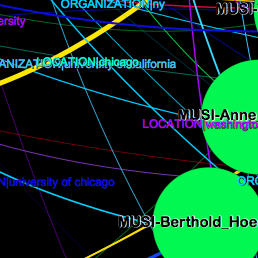 ORGANIZATION|ny
MUSI-
ersity
ANIZATION|university of california
LOCATION|chicago
MUSI-Anne
LOCATION|washington
N|university of chicago
ORG
MUSI-Berthold_Hoe